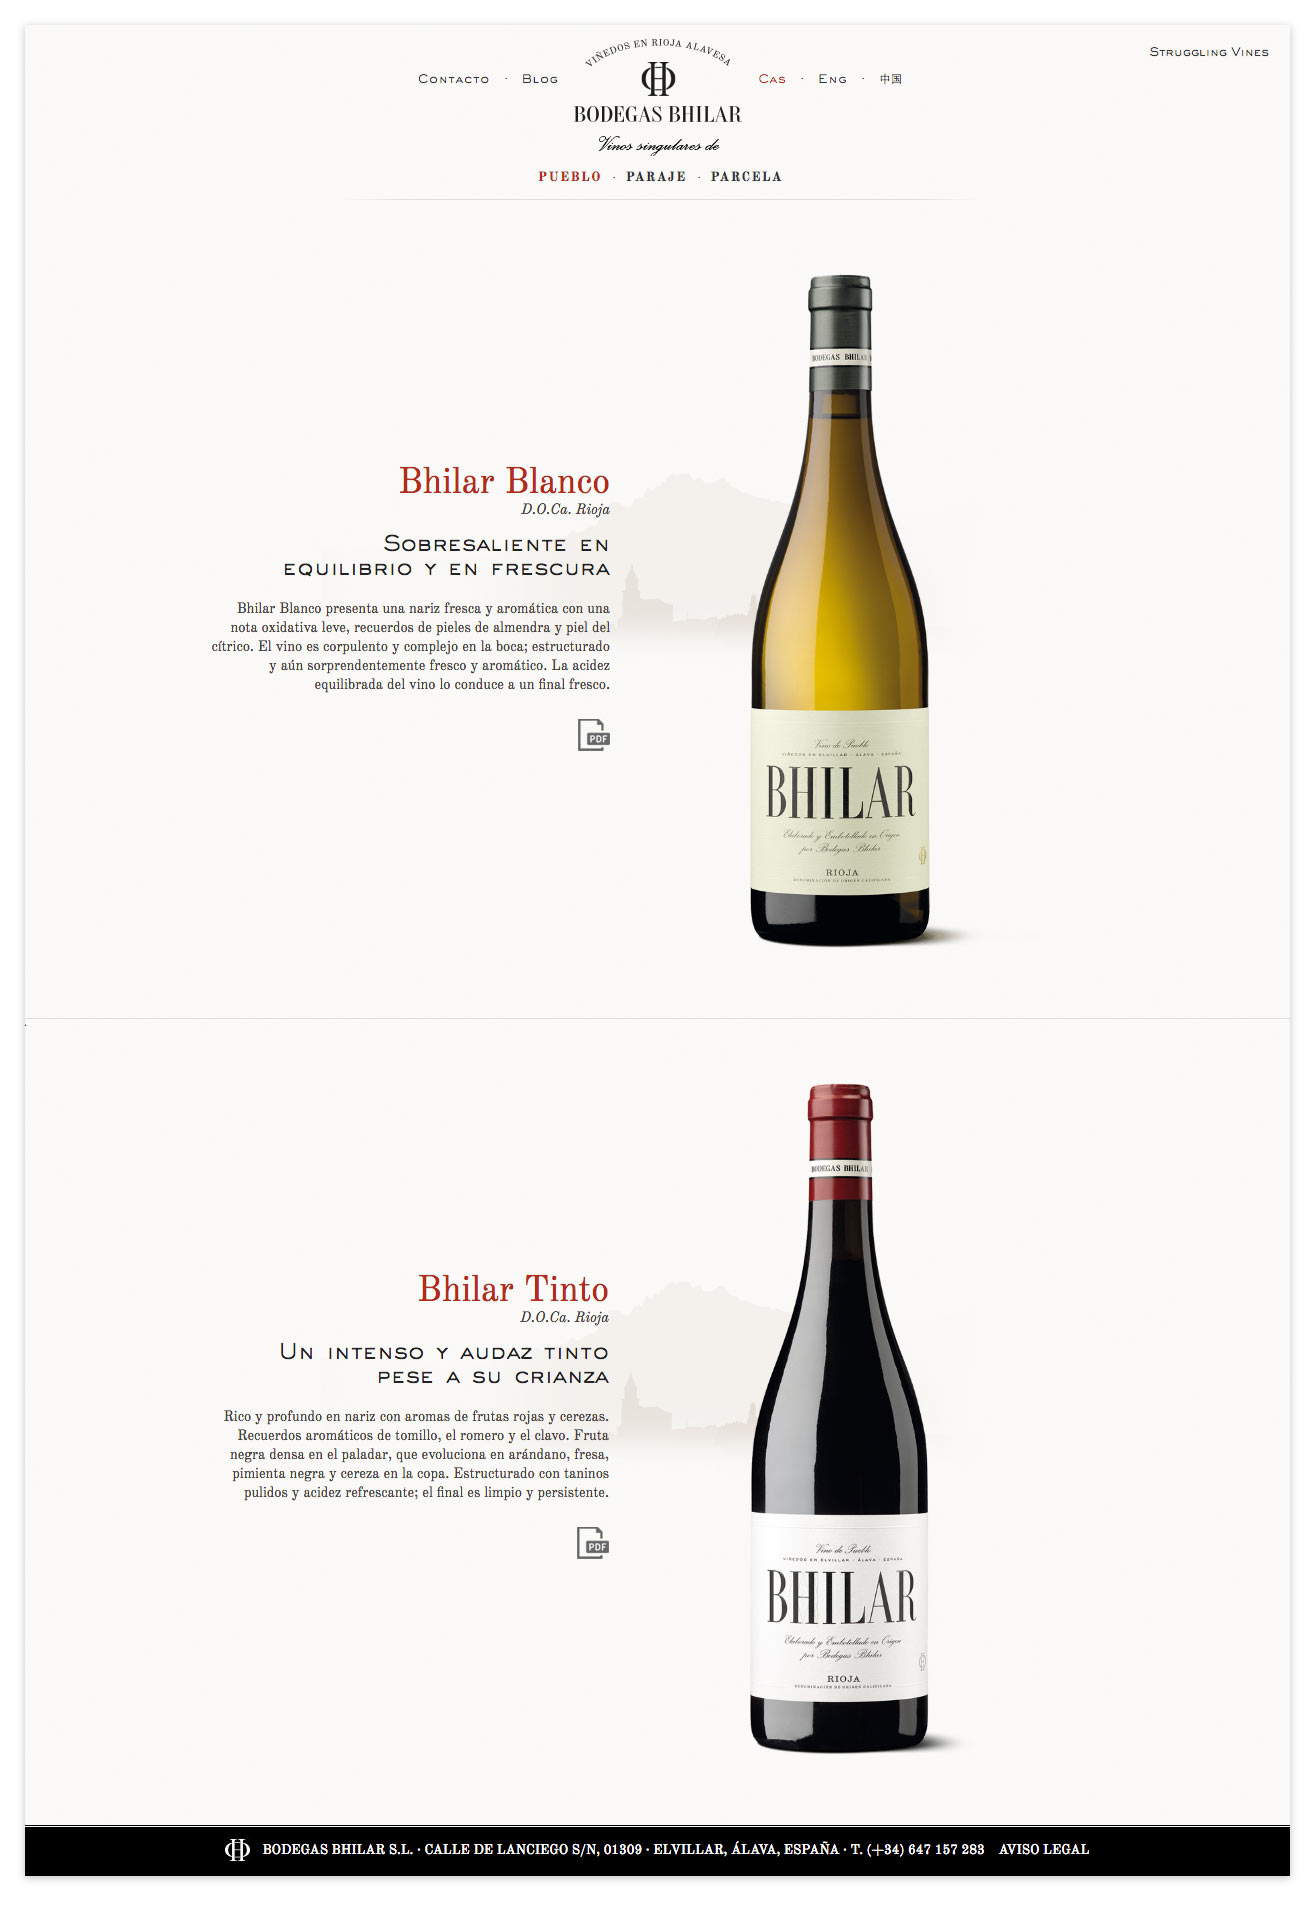 Struggling Vines
VIÑEDOS EN RIOJA ALAVESA
Contacto · Blog
Cas · Eng · 中国
BODEGAS BHILAR
Vinos singulares de
PUEBLO · PARAJE · PARCELA
BODEGAS BHILAR
Bhilar Blanco
D.O.Ca. Rioja
Sobresaliente en
equilibrio y en frescura
Bhilar Blanco presenta una nariz fresca y aromática con una
nota oxidativa leve, recuerdos de pieles de almendra y piel del
cítrico. El vino es corpulento y complejo en la boca; estructurado
y aún sorprendentemente fresco y aromático. La acidez
equilibrada del vino lo conduce a un final fresco.
PDF
Vino de Pueblo
VIÑEDOS EN ELVILLAR · ÁLAVA · ESPAÑA
BHILAR
Elaborado y Embotellado en Origen
por Bodegas Bhilar
RIOJA
DENOMINACIÓN DE ORIGEN CALIFICADA
BODEGAS BHILAR
Bhilar Tinto
D.O.Ca. Rioja
Un intenso y audaz tinto
pese a su crianza
Rico y profundo en nariz con aromas de frutas rojas y cerezas.
Recuerdos aromáticos de tomillo, el romero y el clavo. Fruta
negra densa en el paladar, que evoluciona en arándano, fresa,
pimienta negra y cereza en la copa. Estructurado con taninos
pulidos y acidez refrescante; el final es limpio y persistente.
PDF
Vino de Pueblo
VIÑEDOS EN ELVILLAR · ÁLAVA · ESPAÑA
BHILAR
Elaborado y Embotellado en Origen
por Bodegas Bhilar
RIOJA
DENOMINACIÓN DE ORIGEN CALIFICADA
BODEGAS BHILAR S.L. · CALLE DE LANCIEGO S/N, 01309 · ELVILLAR, ÁLAVA, ESPAÑA · T. (+34) 647 157 283 AVISO LEGAL